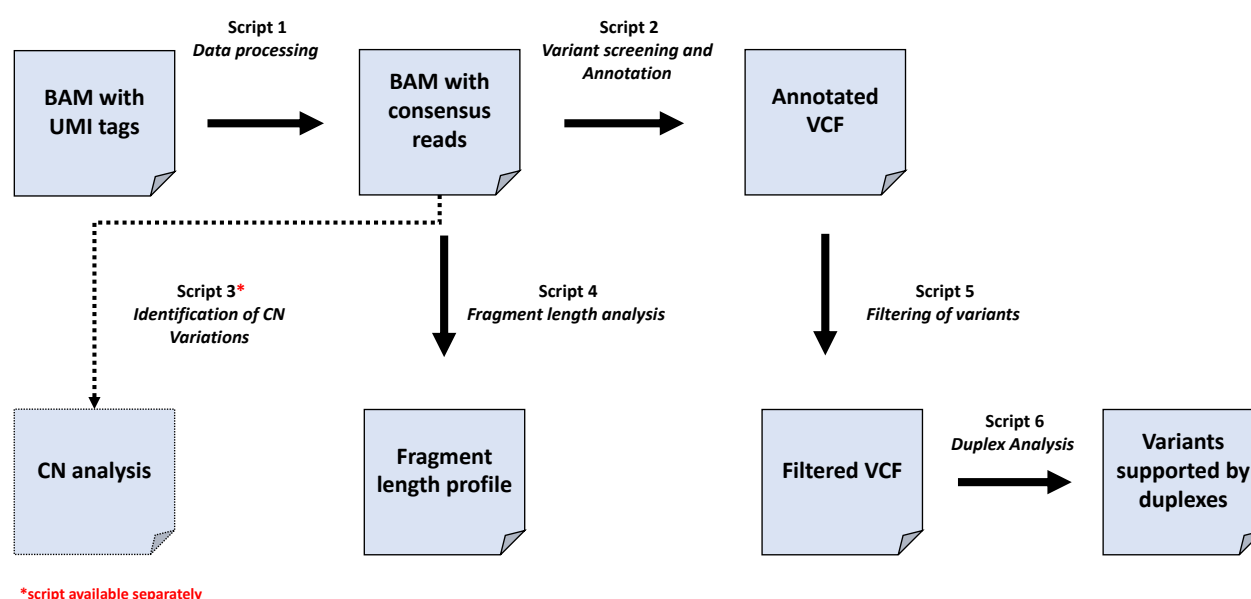 Script 1
Data processing
Script 2
Variant screening and
Annotation
BAM with
UMI tags
BAM with
consensus
reads
Annotated
VCF
Script 3*
Identification of CN
Variations
Script 4
Fragment length analysis
Script 5
Filtering of variants
CN analysis
Fragment
length profile
Filtered VCF
Script 6
Duplex Analysis
Variants
supported by
duplexes
*script available separately